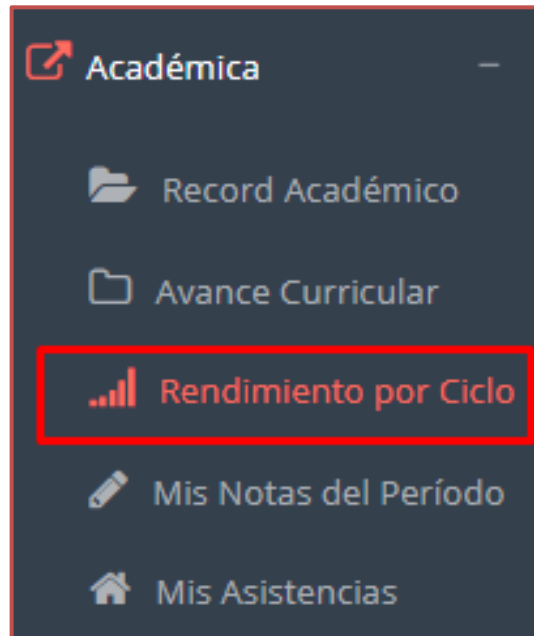 Académica
Record Académico
Avance Curricular
Rendimiento por Ciclo
Mis Notas del Período
Mis Asistencias